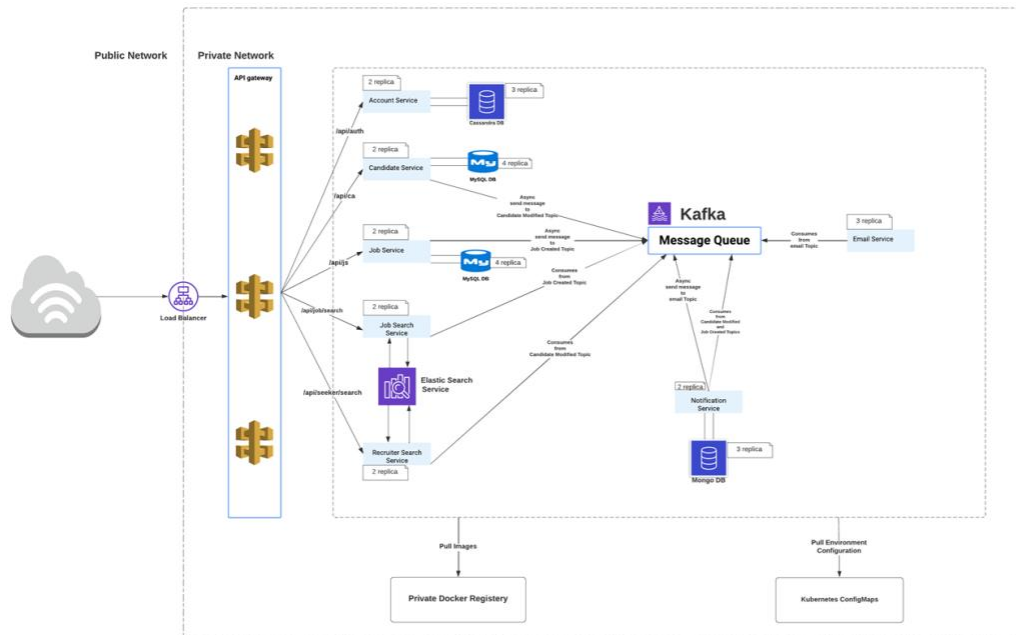 Public Network
Private Network
API gateway
2 replica
Account Service
3 replica
Cassandra DB
/api/auth
2 replica
Candidate Service
My
4 replica
MySQL DB
/api/ca
Async
send message
to
Candidate Modified Topic
Kafka
Message Queue
3 replica
Email Service
Consumes
from
email Topic
2 replica
Job Service
Async
send message
to
Job Created Topic
My
4 replica
MySQL DB
/api/js
Consumes
from
Job Created Topic
Async
send message
to
email Topic
Consumes
from
Candidate Modified
and
Job Created Topics
Load Balancer
/api/job/search
2 replica
Job Search
Service
Consumes
from
Candidate Modified Topic
Elastic Search
Service
/api/seeker/search
2 replica
Notification
Service
Recruiter Search
Service
2 replica
3 replica
Mongo DB
Pull Images
Pull Environment
Configuration
Private Docker Registery
Kubernetes ConfigMaps